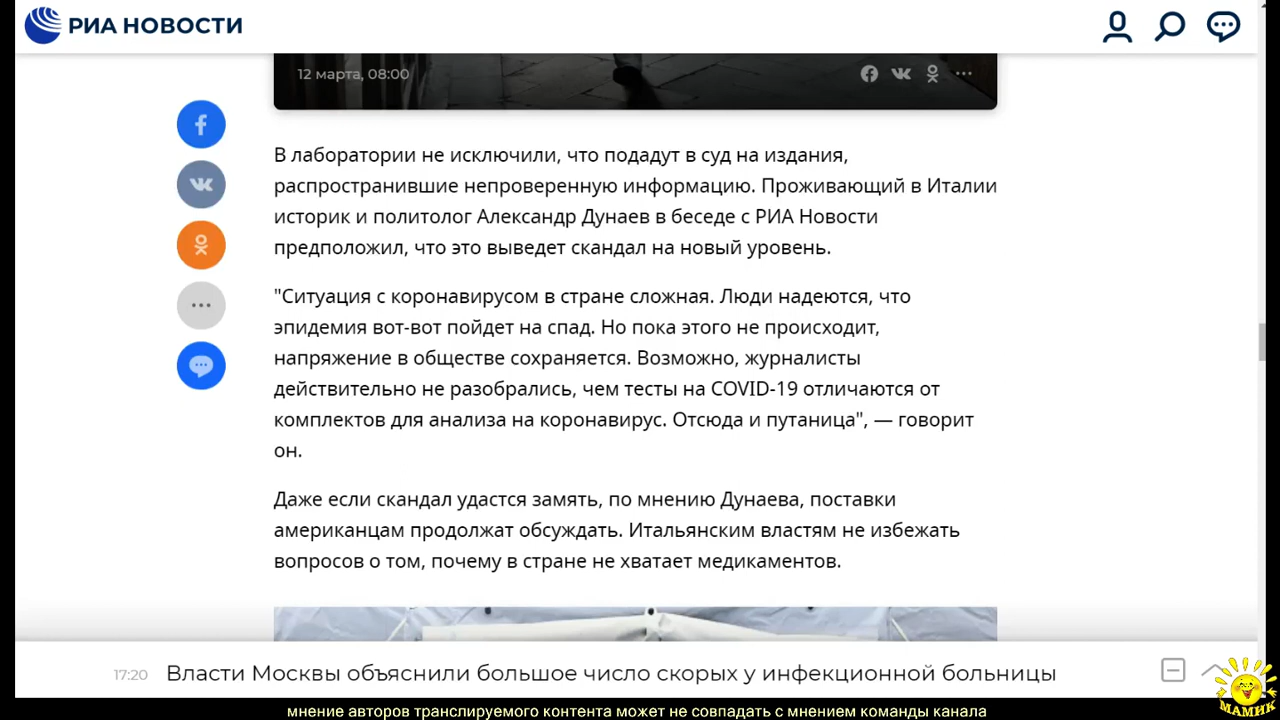 РИА НОВОСТИ
12 марта, 08:00
В лаборатории не исключили, что подадут в суд на издания,
распространившие непроверенную информацию. Проживающий в Италии
историк и политолог Александр Дунаев в беседе с РИА Новости
предположил, что это выведет скандал на новый уровень.
"Ситуация с коронавирусом в стране сложная. Люди надеются, что
эпидемия вот-вот пойдет на спад. Но пока этого не происходит,
напряжение в обществе сохраняется. Возможно, журналисты
действительно не разобрались, чем тесты на COVID-19 отличаются от
комплектов для анализа на коронавирус. Отсюда и путаница", — говорит
он.
Даже если скандал удастся замять, по мнению Дунаева, поставки
американцам продолжат обсуждать. Итальянским властям не избежать
вопросов о том, почему в стране не хватает медикаментов.
17:20 Власти Москвы объяснили большое число скорых у инфекционной больницы
МАМИК
мнение авторов транслируемого контента может не совпадать с мнением команды канала